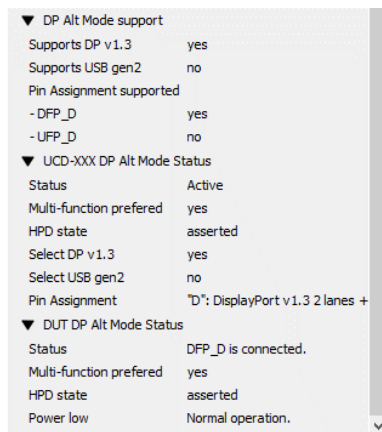 ▼ DP Alt Mode support
Supports DP v1.3 yes
Supports USB gen2 no
Pin Assignment supported
- DFP_D yes
- UFP_D no
▼ UCD-XXX DP Alt Mode Status
Status Active
Multi-function prefered yes
HPD state asserted
Select DP v1.3 yes
Select USB gen2 no
Pin Assignment "D": DisplayPort v1.3 2 lanes +
▼ DUT DP Alt Mode Status
Status DFP_D is connected.
Multi-function prefered yes
HPD state asserted
Power low Normal operation.